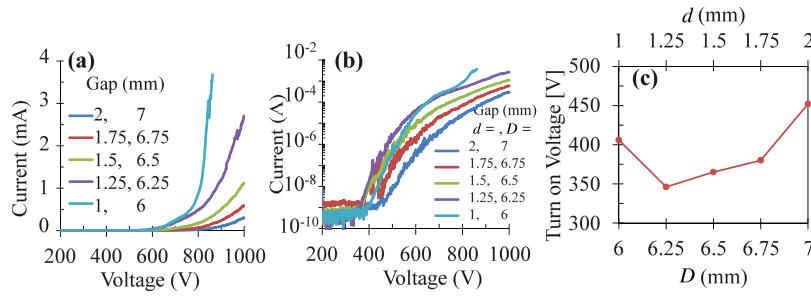 (a)
Gap (mm)
2, 7
1.75, 6.75
1.5, 6.5
1.25, 6.25
1, 6
4
3
2
1
0
Current (mA)
200 400 600 800 1000
Voltage (V)
(b)
10-2
10-4
10-6
10-8
10-10
Current (A)
Gap (mm)
d = , D =
2, 7
1.75, 6.75
1.5, 6.5
1.25, 6.25
1, 6
200 400 600 800 1000
Voltage (V)
d (mm)
1 1.25 1.5 1.75 2
(c)
500
450
400
350
300
Turn on Voltage [V]
6 6.25 6.5 6.75 7
D (mm)